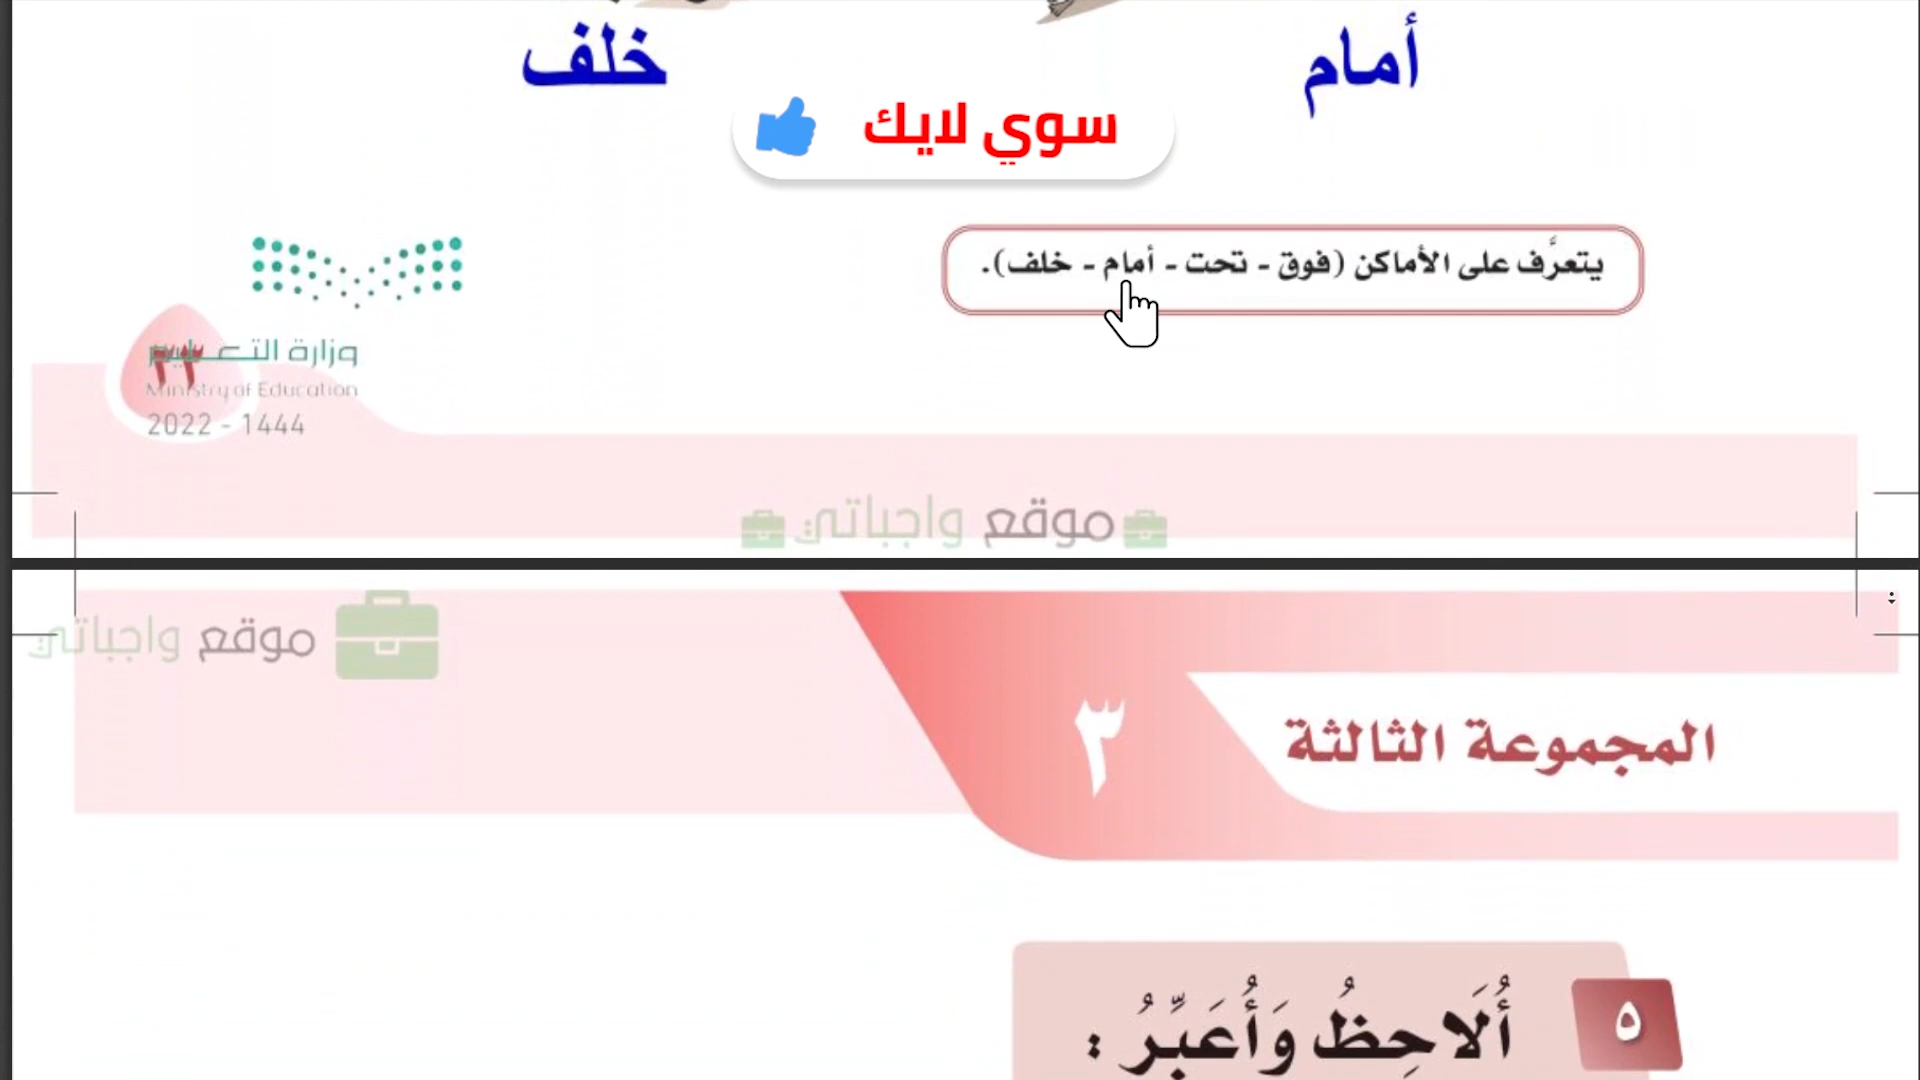 أمام
خلف
سوي لايك
يتعرَّف على الأماكن (فوق - تحت - أمام - خلف).
وزارة التعليم
Ministry of Education
2022 - 1444
٣٣
موقع واجباتي
موقع واجباتي
المجموعة الثالثة
٣
٥
أُلَاحِظُ وَأُعَبِّرُ :